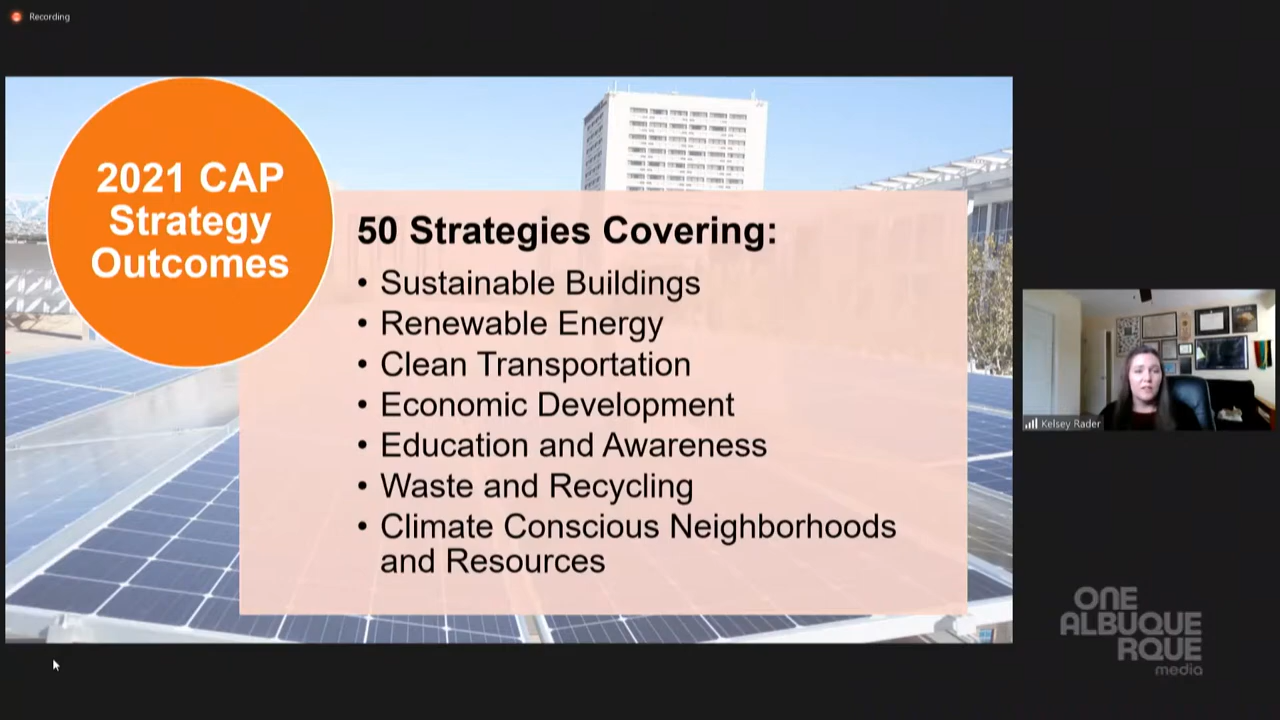 Recording
2021 CAP
Strategy
Outcomes
50 Strategies Covering:
• Sustainable Buildings
• Renewable Energy
• Clean Transportation
• Economic Development
• Education and Awareness
• Waste and Recycling
• Climate Conscious Neighborhoods
and Resources
Kelsey Rader
ONE
ALBUQUE
RQUE
media